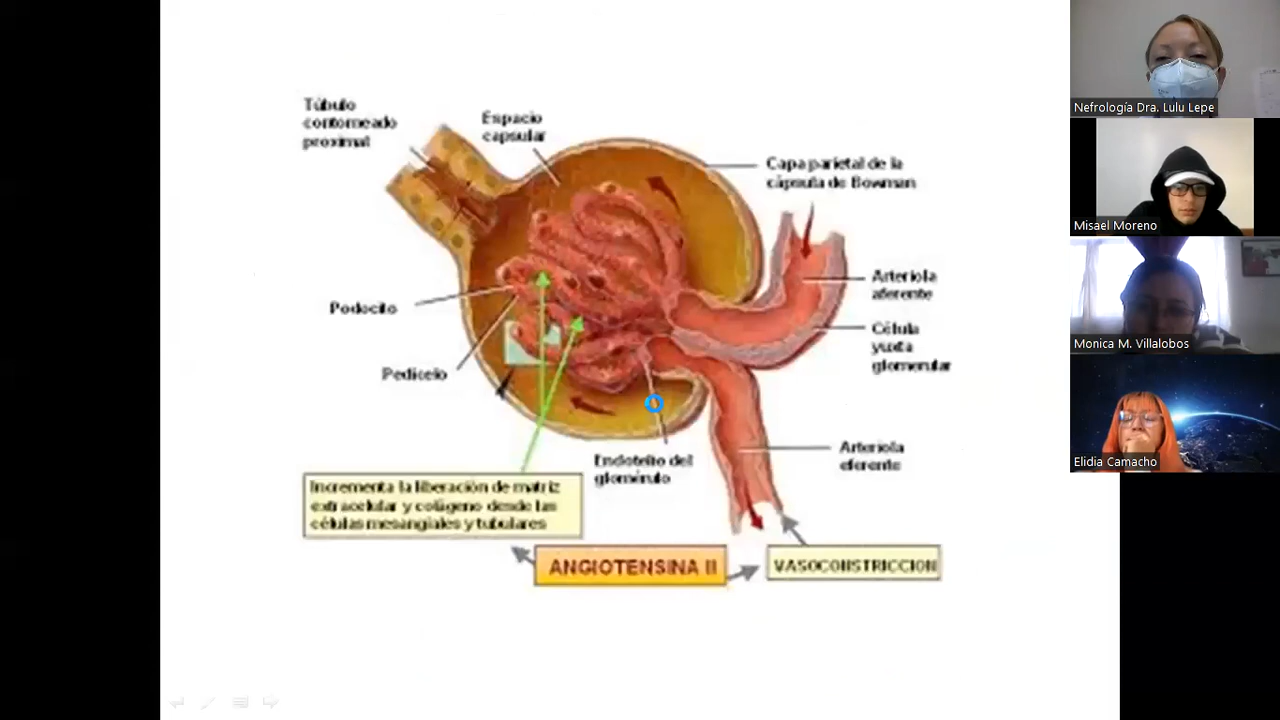 Túbulo
contorneado
proximal
Espacio
capsular
Capa parietal de la
cápsula de Bowman
Arteriola
aferente
Célula
yuxta
glomerular
Podocito
Pedicelo
Endotelio del
glomérulo
Arteriola
eferente
Incrementa la liberación de matriz
extracelular y colágeno desde las
células mesangiales y tubulares
ANGIOTENSINA II
VASOCONSTRICCION
Nefrología Dra. Lulu Lepe
Misael Moreno
Monica M. Villalobos
Elidia Camacho